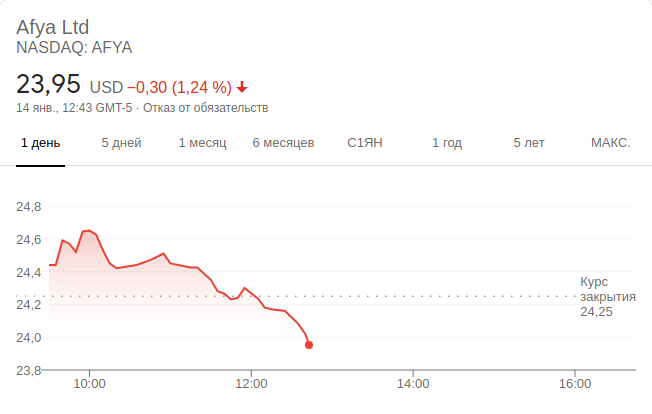 Afya Ltd
NASDAQ: AFYA
23,95 USD −0,30 (1,24 %)
14 янв., 12:43 GMT-5 · Отказ от обязательств
1 день 5 дней 1 месяц 6 месяцев С1ЯН 1 год 5 лет МАКС.
24,8
24,6
24,4
24,2
24,0
23,8
Курс
закрытия
24,25
10:00 12:00 14:00 16:00